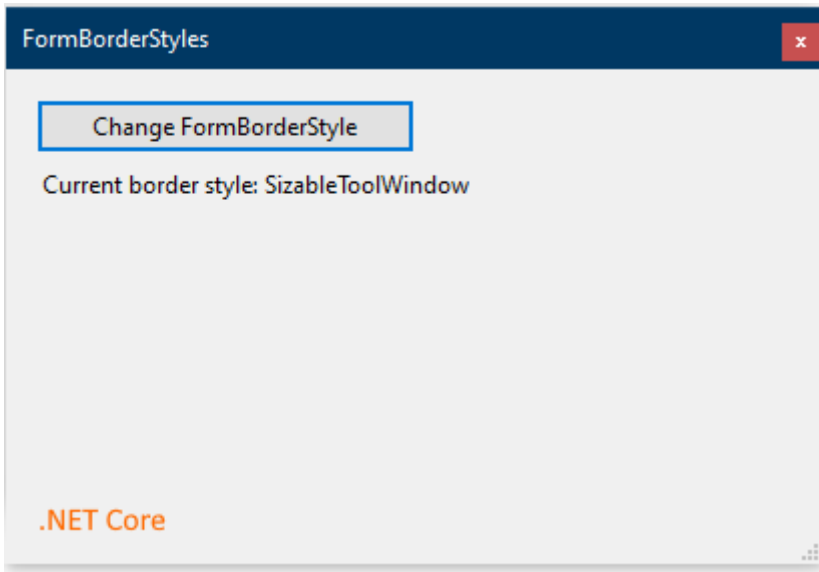 FormBorderStyles
x
Change FormBorderStyle
Current border style: SizableToolWindow
.NET Core